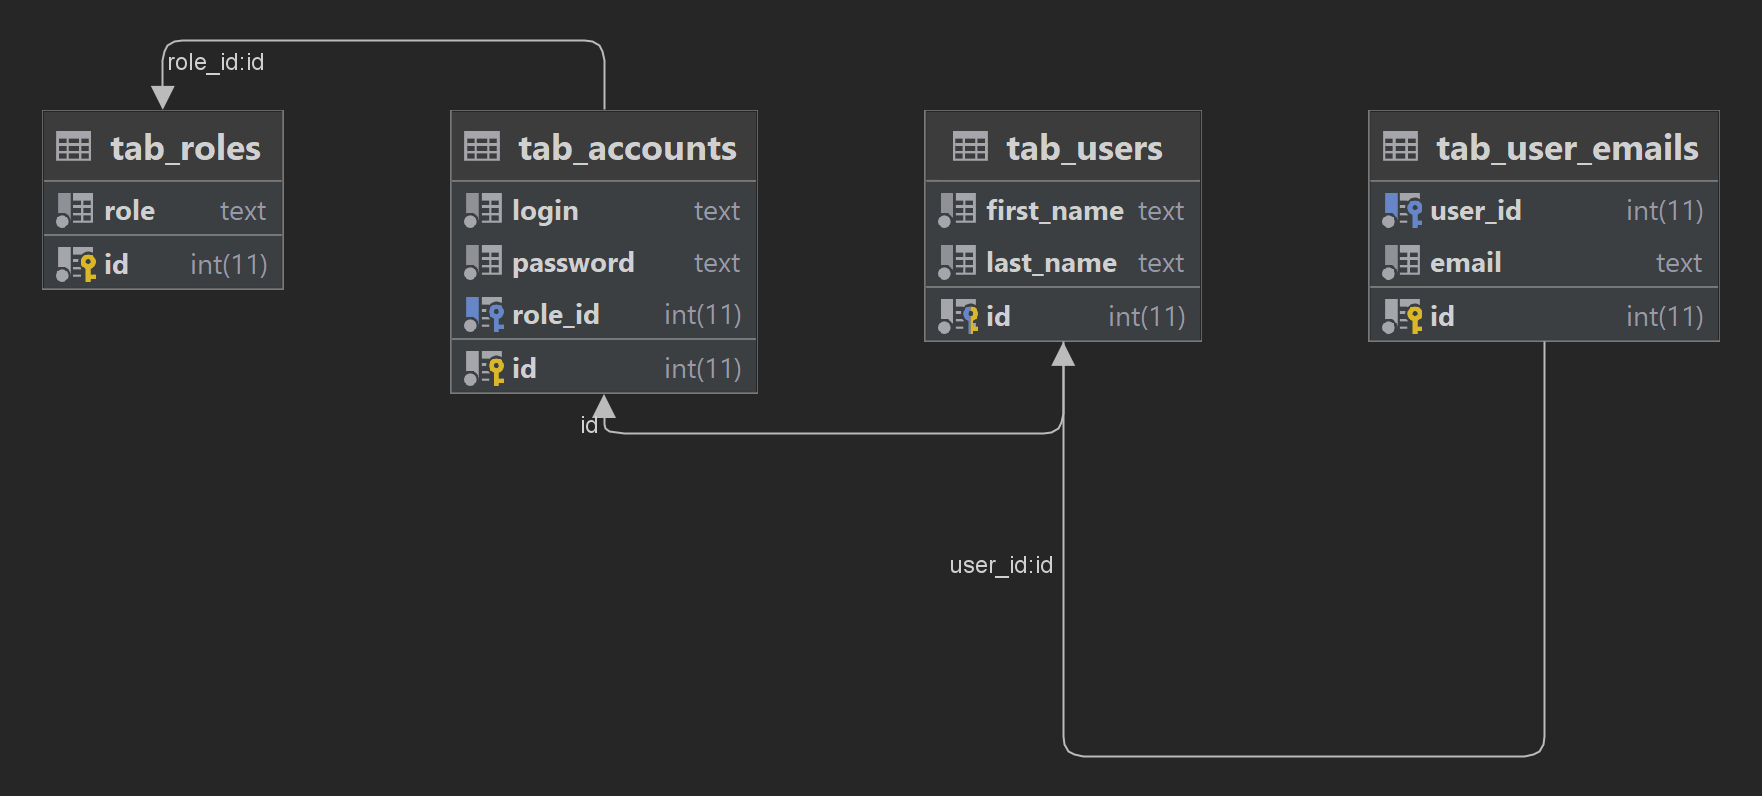 role_id:id
tab_roles
role text
id int(11)
tab_accounts
login text
password text
role_id int(11)
id int(11)
tab_users
first_name text
last_name text
id int(11)
tab_user_emails
user_id int(11)
email text
id int(11)
id
user_id:id